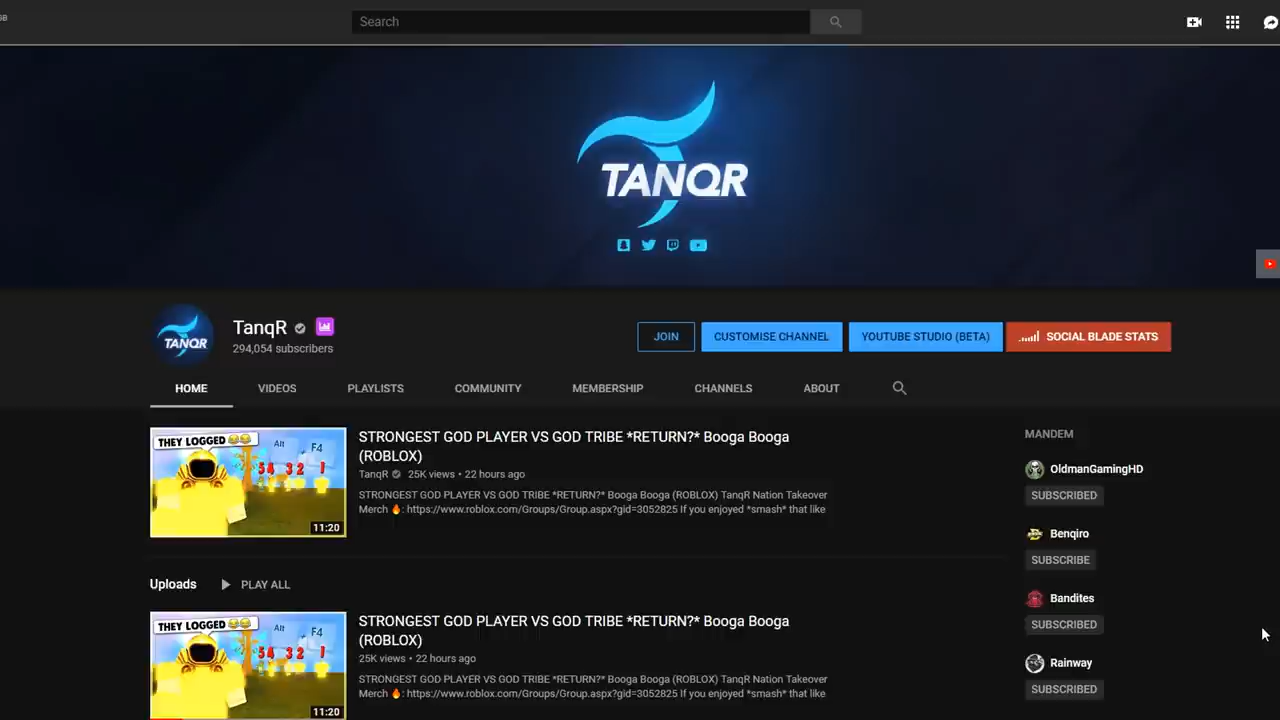 GB
Search
TANQR
TANQR
TanqR
294,054 subscribers
JOIN
CUSTOMISE CHANNEL
YOUTUBE STUDIO (BETA)
SOCIAL BLADE STATS
HOME
VIDEOS
PLAYLISTS
COMMUNITY
MEMBERSHIP
CHANNELS
ABOUT
THEY LOGGED 😂😂
Alt
F4
54 32 1
11:20
STRONGEST GOD PLAYER VS GOD TRIBE *RETURN?* Booga Booga
(ROBLOX)
TanqR 25K views • 22 hours ago
STRONGEST GOD PLAYER VS GOD TRIBE *RETURN?* Booga Booga (ROBLOX) TanqR Nation Takeover
Merch 🔥: https://www.roblox.com/Groups/Group.aspx?gid=3052825 If you enjoyed *smash* that like
MANDEM
OldmanGamingHD
SUBSCRIBED
Benqiro
SUBSCRIBE
Bandites
SUBSCRIBED
Rainway
SUBSCRIBED
Uploads
PLAY ALL
THEY LOGGED 😂😂
Alt
F4
54 32 1
11:20
STRONGEST GOD PLAYER VS GOD TRIBE *RETURN?* Booga Booga
(ROBLOX)
25K views • 22 hours ago
STRONGEST GOD PLAYER VS GOD TRIBE *RETURN?* Booga Booga (ROBLOX) TanqR Nation Takeover
Merch 🔥: https://www.roblox.com/Groups/Group.aspx?gid=3052825 If you enjoyed *smash* that like